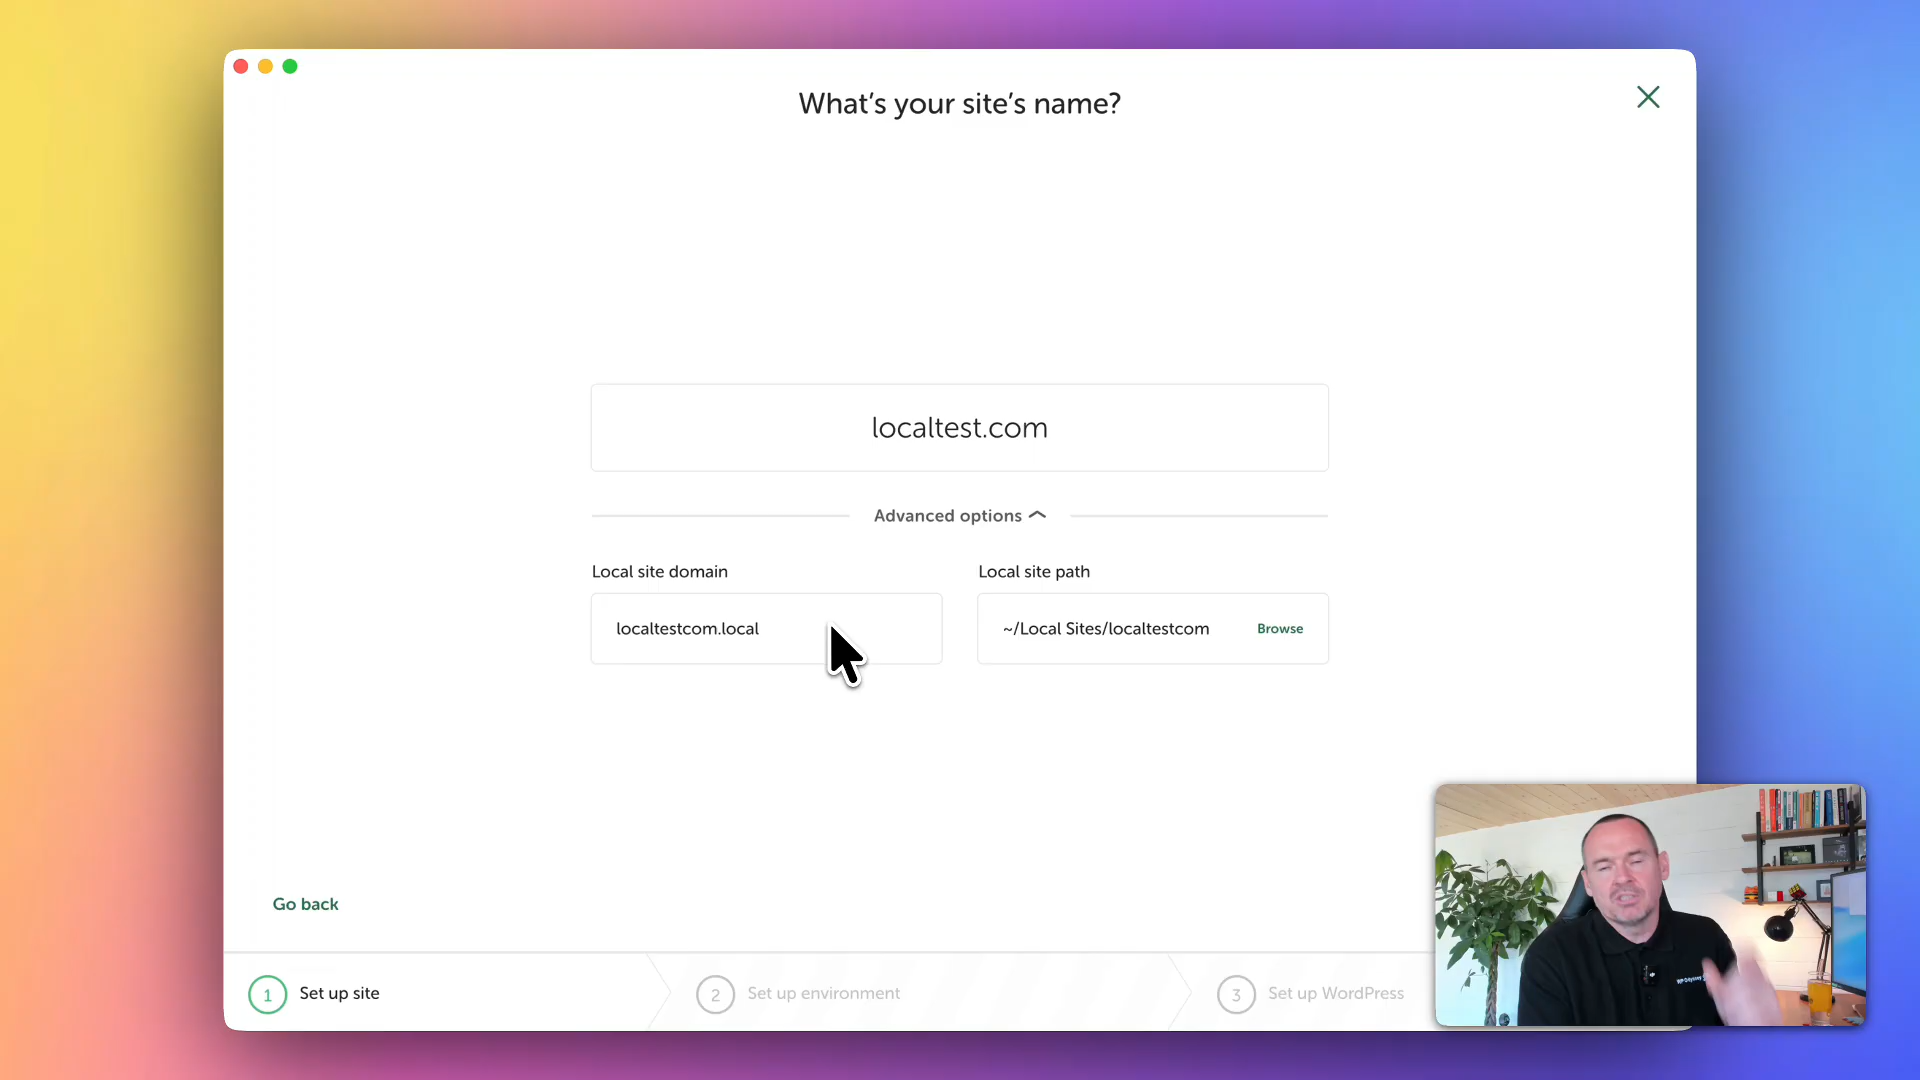 What's your site's name?
localtest.com
Advanced options
Local site domain
Local site path
localtestcom.local
~/Local Sites/localtestcom
Browse
Go back
1 Set up site
2 Set up environment
3 Set up WordPress